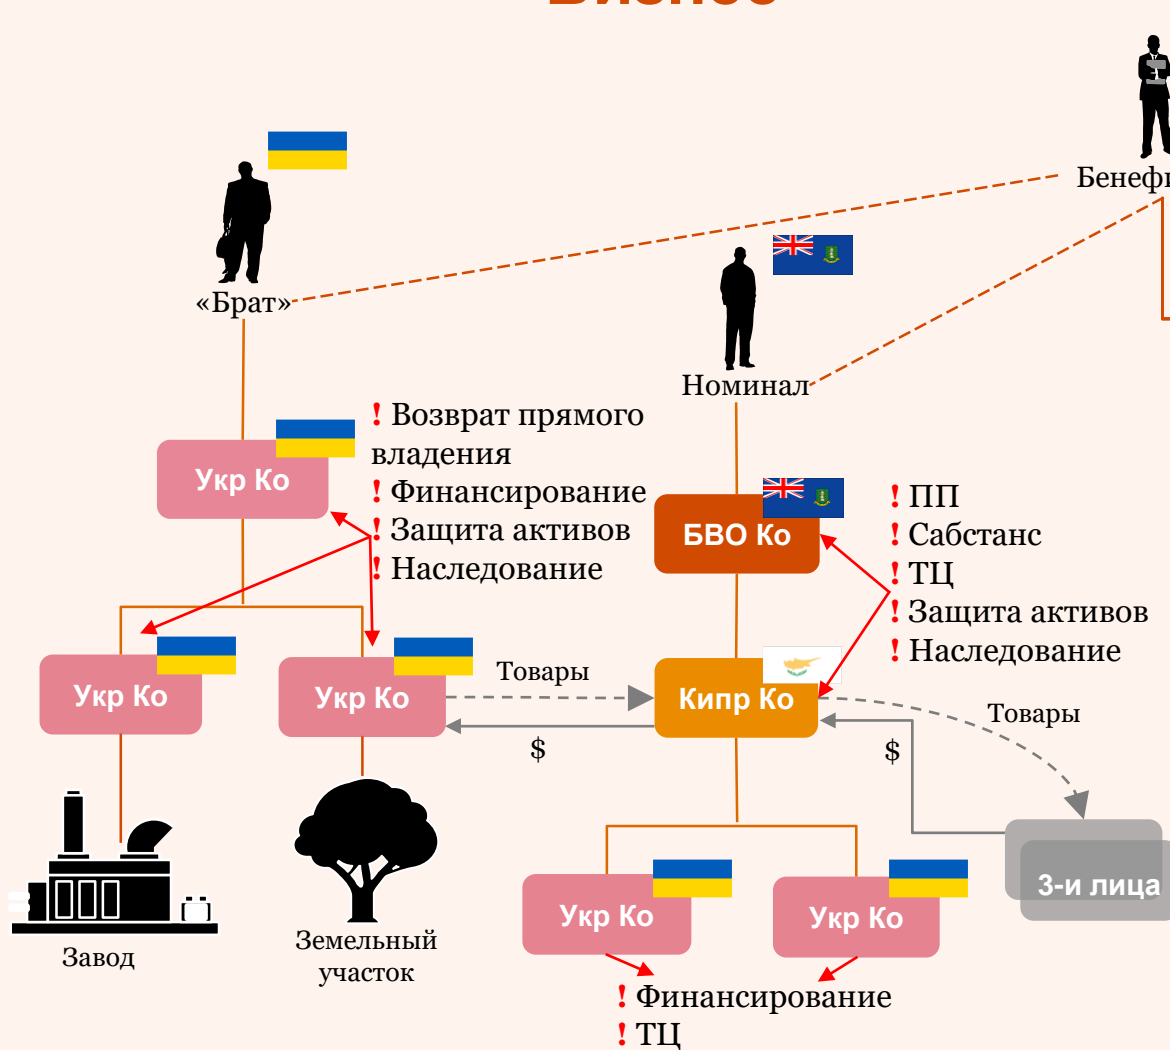 «Брат»
Номинал
! Возврат прямого
владения
! Финансирование
! Защита активов
! Наследование
Укр Ко
БВО Ко
! ПП
! Сабстанс
! ТЦ
! Защита активов
! Наследование
Укр Ко
Укр Ко
Товары
$
Кипр Ко
Товары
$
3-и лица
Завод
Земельный
участок
Укр Ко
Укр Ко
! Финансирование
! ТЦ